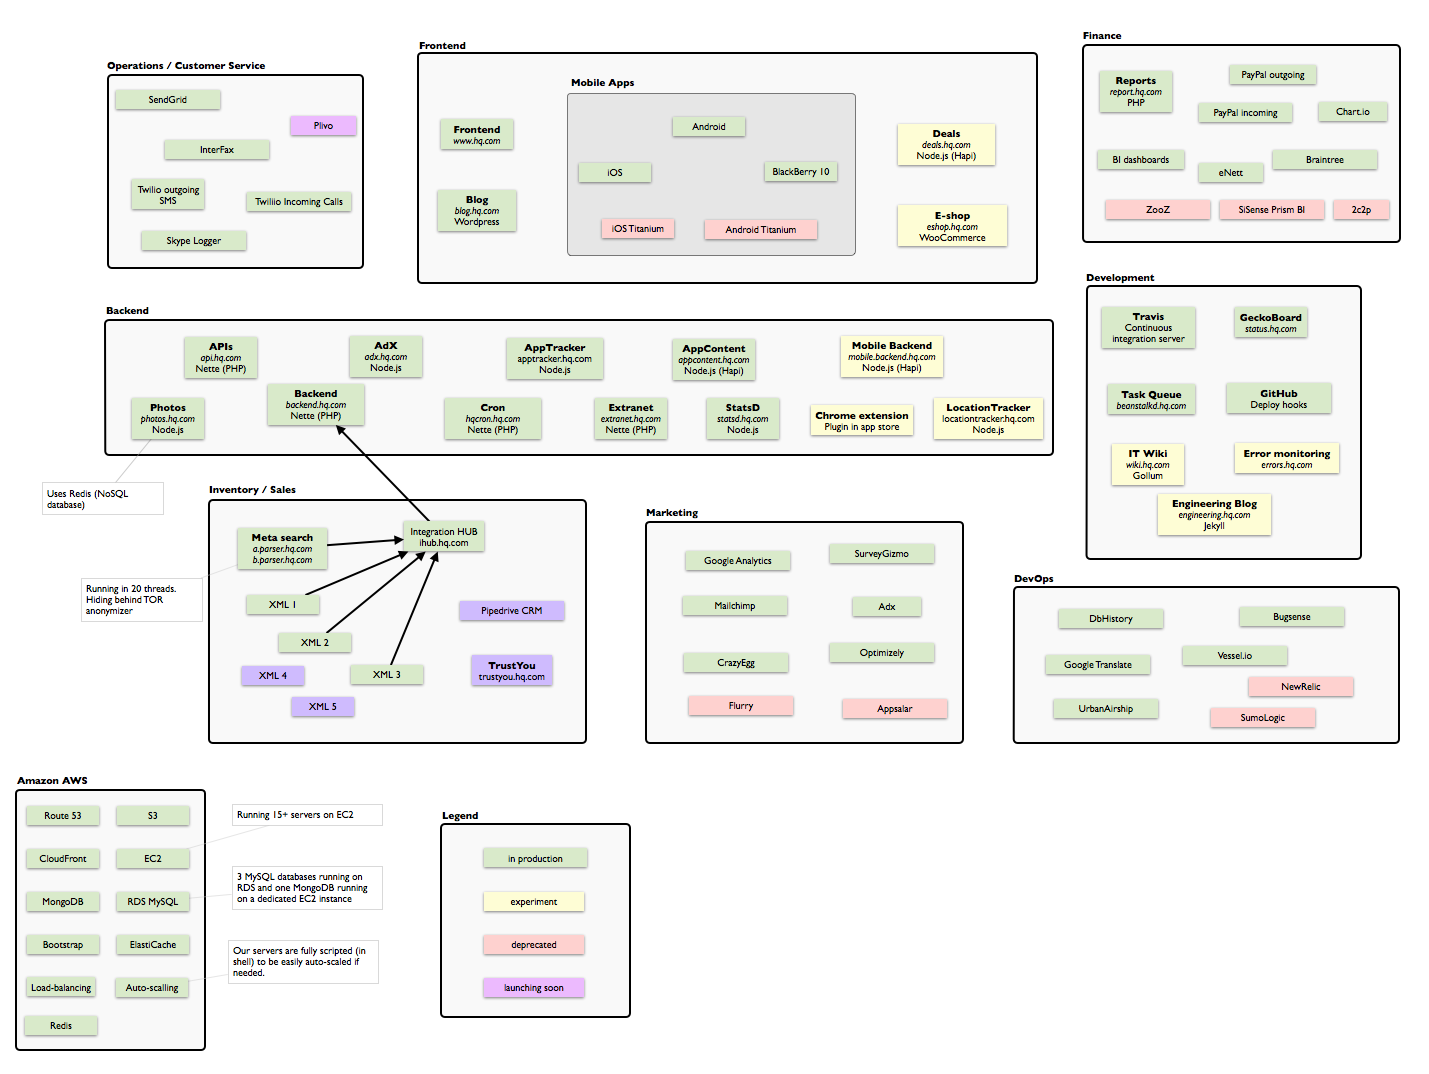 Operations / Customer Service
SendGrid
Plivo
InterFax
Twilio outgoing
SMS
Twiliio Incoming Calls
Skype Logger
Frontend
Mobile Apps
Frontend
www.hq.com
Blog
blog.hq.com
Wordpress
Android
iOS
BlackBerry 10
iOS Titanium
Android Titanium
Deals
deals.hq.com
Node.js (Hapi)
E-shop
eshop.hq.com
WooCommerce
Finance
Reports
report.hq.com
PHP
PayPal outgoing
PayPal incoming
Chart.io
BI dashboards
eNett
Braintree
ZooZ
SiSense Prism BI
2c2p
Backend
APIs
api.hq.com
Nette (PHP)
AdX
adx.hq.com
Node.js
AppTracker
apptracker.hq.com
Node.js
AppContent
appcontent.hq.com
Node.js (Hapi)
Mobile Backend
mobile.backend.hq.com
Node.js (Hapi)
Photos
photos.hq.com
Node.js
Backend
backend.hq.com
Nette (PHP)
Cron
hqcron.hq.com
Nette (PHP)
Extranet
extranet.hq.com
Nette (PHP)
StatsD
statsd.hq.com
Node.js
Chrome extension
Plugin in app store
LocationTracker
locationtracker.hq.com
Node.js
Uses Redis (NoSQL
database)
Development
Travis
Continuous
integration server
GeckoBoard
status.hq.com
Task Queue
beanstalkd.hq.com
GitHub
Deploy hooks
IT Wiki
wiki.hq.com
Gollum
Error monitoring
errors.hq.com
Engineering Blog
engineering.hq.com
Jekyll
Inventory / Sales
Meta search
a.parser.hq.com
b.parser.hq.com
Integration HUB
ihub.hq.com
Running in 20 threads.
Hiding behind TOR
anonymizer
XML 1
XML 2
XML 3
XML 4
XML 5
Pipedrive CRM
TrustYou
trustyou.hq.com
Marketing
Google Analytics
SurveyGizmo
Mailchimp
Adx
CrazyEgg
Optimizely
Flurry
Appsalar
DevOps
DbHistory
Bugsense
Google Translate
Vessel.io
NewRelic
UrbanAirship
SumoLogic
Amazon AWS
Route 53
S3
CloudFront
EC2
MongoDB
RDS MySQL
Bootstrap
ElastiCache
Load-balancing
Auto-scalling
Redis
Running 15+ servers on EC2
3 MySQL databases running on
RDS and one MongoDB running
on a dedicated EC2 instance
Our servers are fully scripted (in
shell) to be easily auto-scaled if
needed.
Legend
in production
experiment
deprecated
launching soon